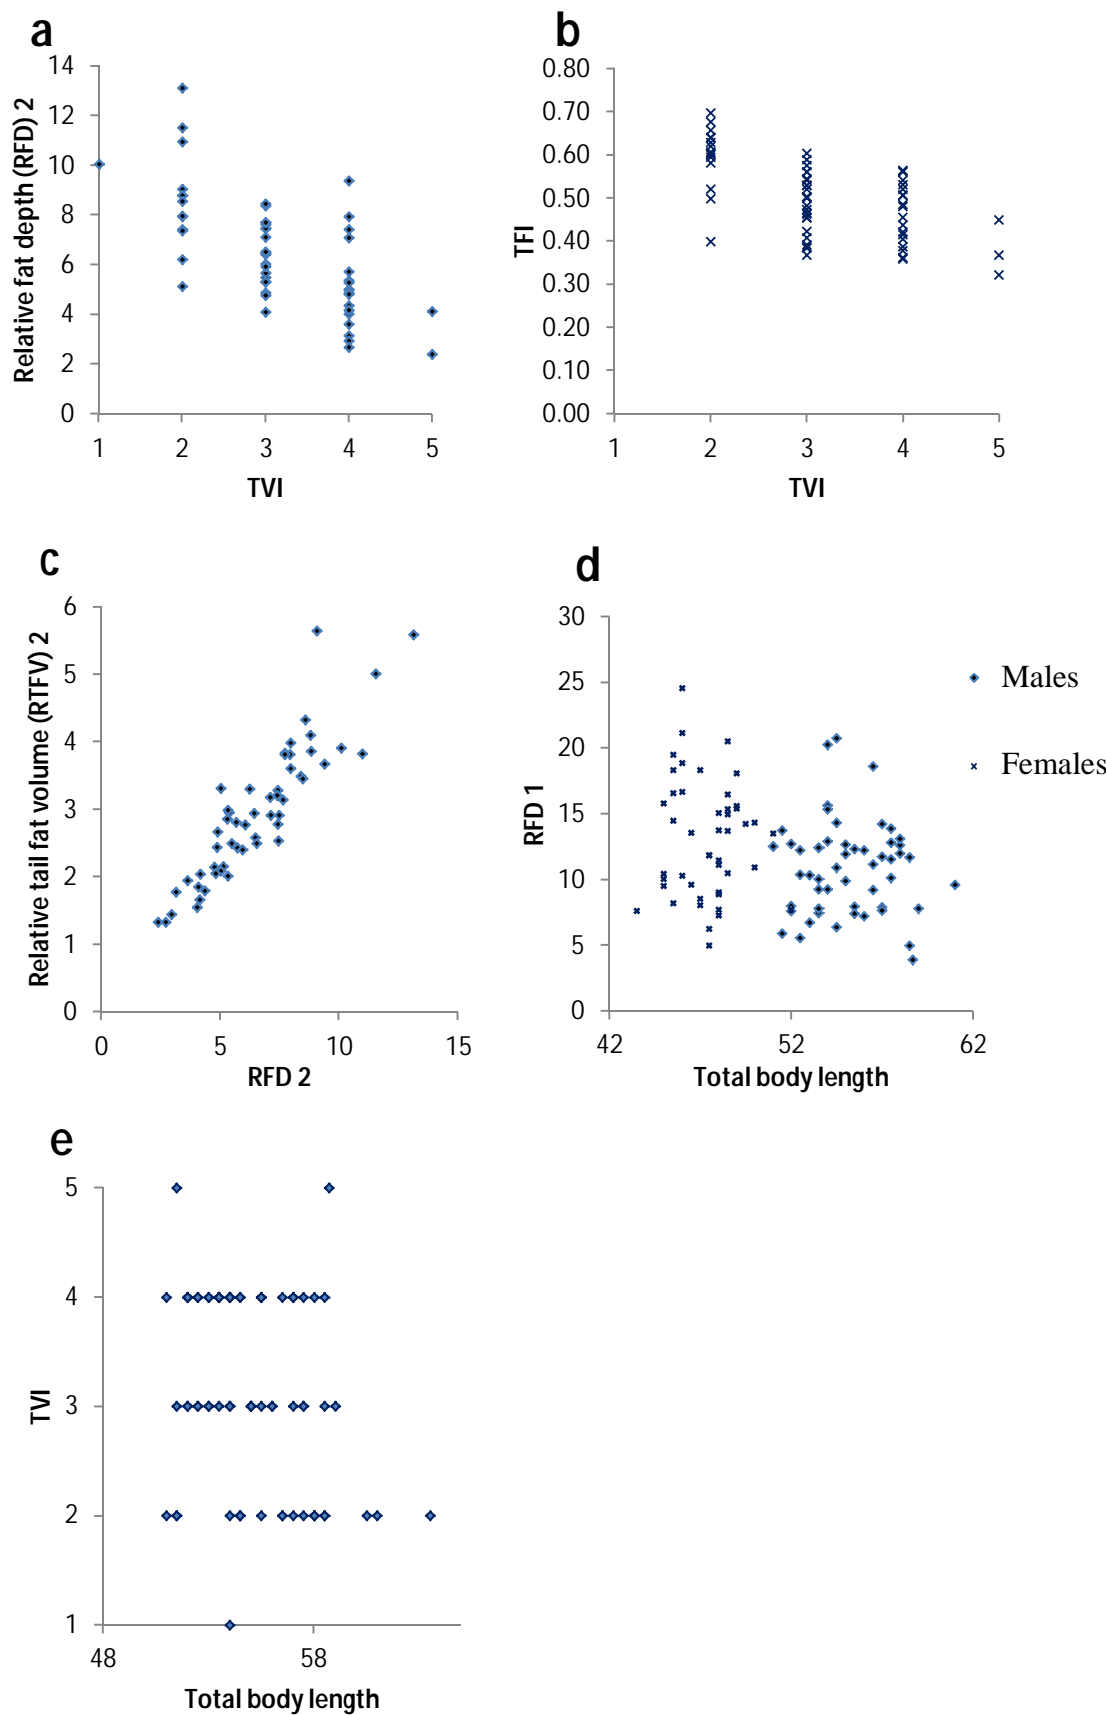 a
14
12
10
8
6
4
2
0
Relative fat depth (RFD) 2
1 2 3 4 5
TVI
b
0.80
0.70
0.60
0.50
0.40
0.30
0.20
0.10
0.00
TFI
1 2 3 4 5
TVI
c
6
5
4
3
2
1
0
Relative tail fat volume (RTFV) 2
0 5 10 15
RFD 2
d
30
25
20
15
10
5
0
RFD 1
42 52 62
Total body length
Males
Females
e
5
4
3
2
1
TVI
48 58
Total body length